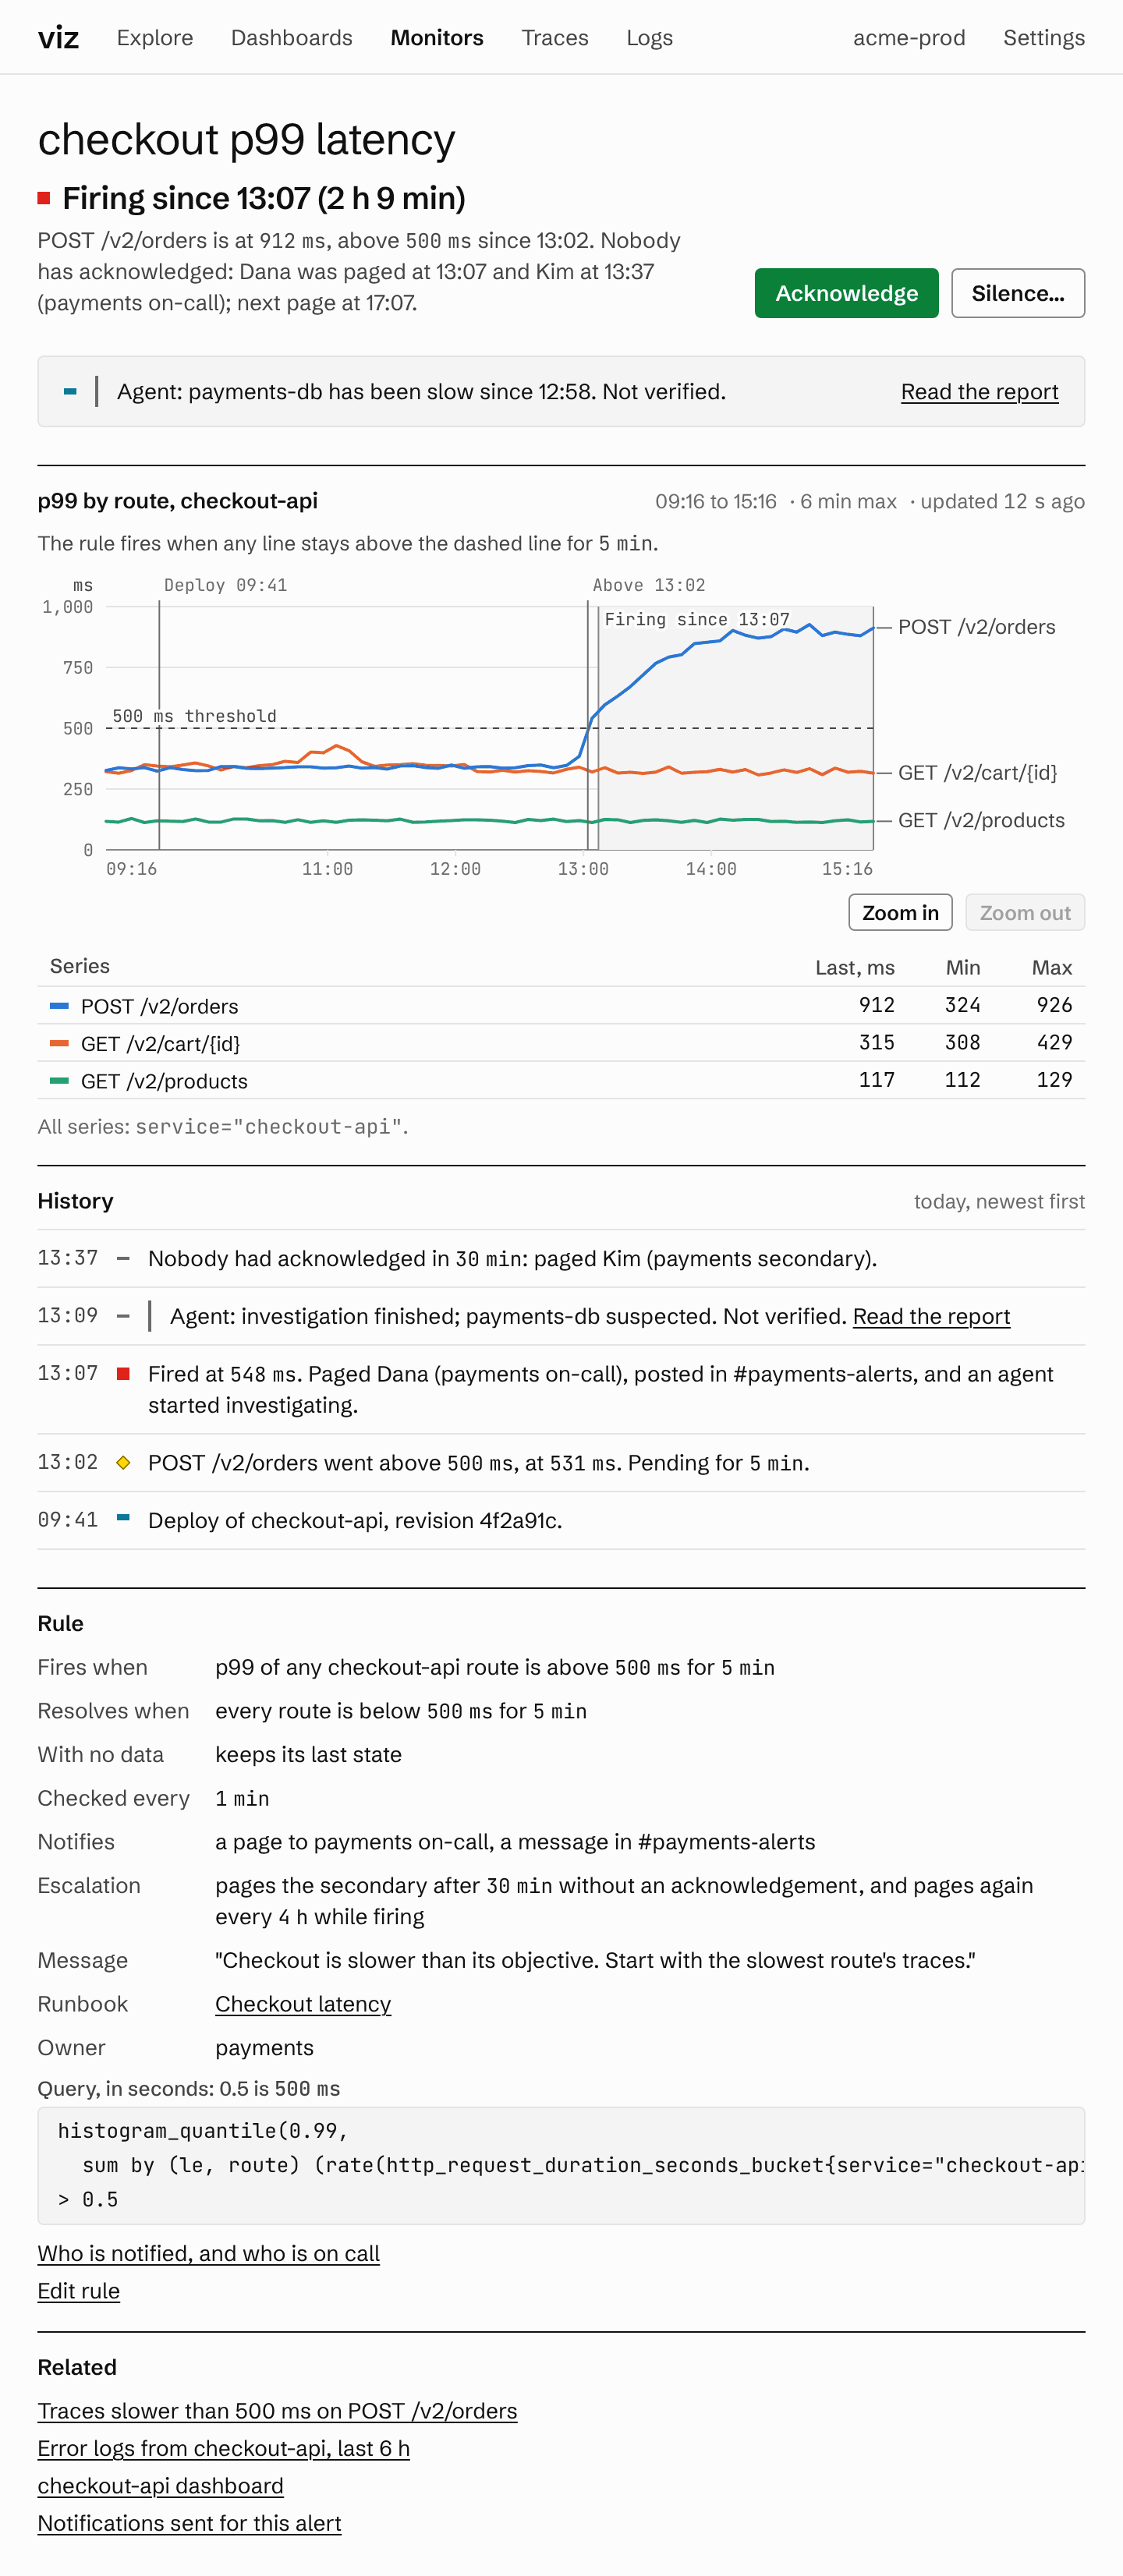 viz Explore Dashboards Monitors Traces Logs acme-prod Settings
checkout p99 latency
Firing since 13:07 (2 h 9 min)
POST /v2/orders is at 912 ms, above 500 ms since 13:02. Nobody
has acknowledged: Dana was paged at 13:07 and Kim at 13:37
(payments on-call); next page at 17:07.
Acknowledge Silence...
Agent: payments-db has been slow since 12:58. Not verified. Read the report
p99 by route, checkout-api 09:16 to 15:16 · 6 min max · updated 12 s ago
The rule fires when any line stays above the dashed line for 5 min.
ms Deploy 09:41 Above 13:02
1,000
Firing since 13:07
POST /v2/orders
750
500 ms threshold
500
GET /v2/cart/{id}
250
GET /v2/products
0
09:16 11:00 12:00 13:00 14:00 15:16
Zoom in Zoom out
Series Last, ms Min Max
POST /v2/orders 912 324 926
GET /v2/cart/{id} 315 308 429
GET /v2/products 117 112 129
All series: service="checkout-api".
History today, newest first
13:37 Nobody had acknowledged in 30 min: paged Kim (payments secondary).
13:09 Agent: investigation finished; payments-db suspected. Not verified. Read the report
13:07 Fired at 548 ms. Paged Dana (payments on-call), posted in #payments-alerts, and an agent
started investigating.
13:02 POST /v2/orders went above 500 ms, at 531 ms. Pending for 5 min.
09:41 Deploy of checkout-api, revision 4f2a91c.
Rule
Fires when p99 of any checkout-api route is above 500 ms for 5 min
Resolves when every route is below 500 ms for 5 min
With no data keeps its last state
Checked every 1 min
Notifies a page to payments on-call, a message in #payments-alerts
Escalation pages the secondary after 30 min without an acknowledgement, and pages again
every 4 h while firing
Message "Checkout is slower than its objective. Start with the slowest route's traces."
Runbook Checkout latency
Owner payments
Query, in seconds: 0.5 is 500 ms
histogram_quantile(0.99,
sum by (le, route) (rate(http_request_duration_seconds_bucket{service="checkout-api
> 0.5
Who is notified, and who is on call
Edit rule
Related
Traces slower than 500 ms on POST /v2/orders
Error logs from checkout-api, last 6 h
checkout-api dashboard
Notifications sent for this alert